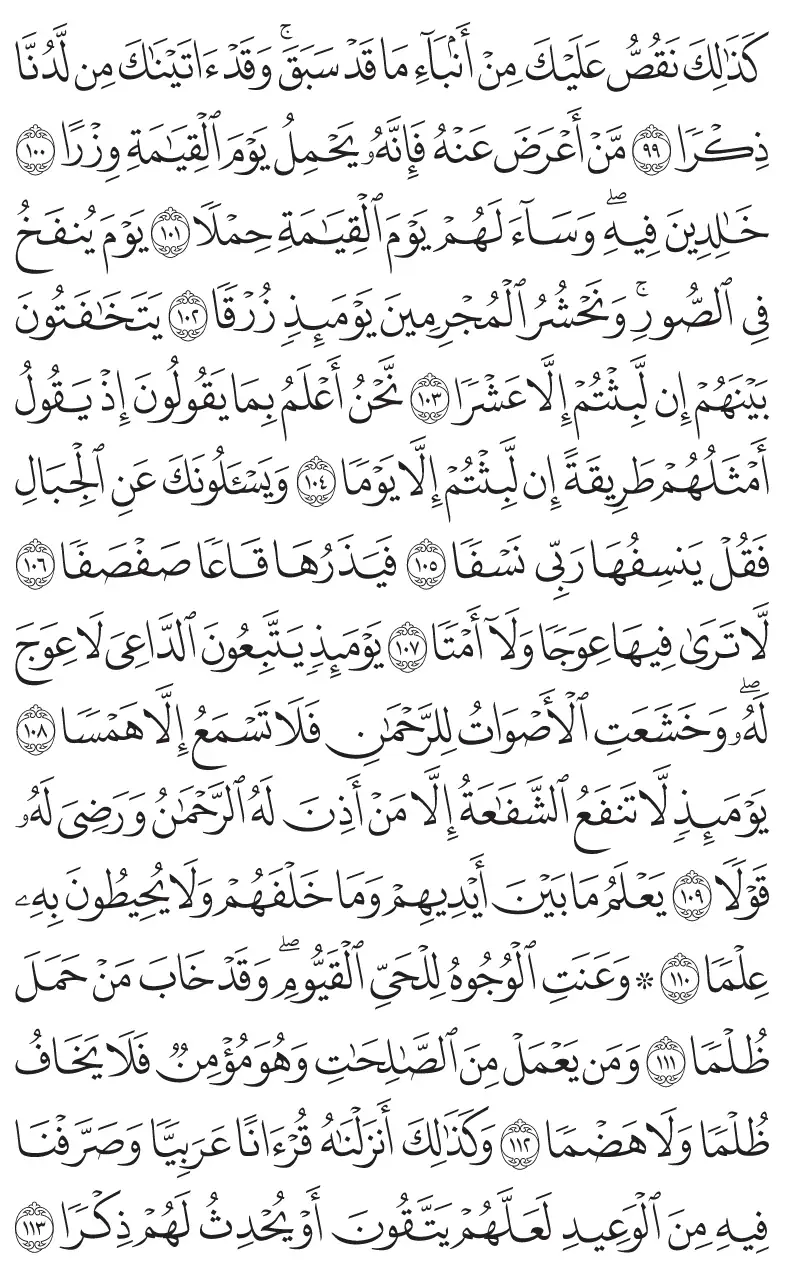 كَذَٰلِكَ نَقُصُّ عَلَيْكَ مِنْ أَنۢبَآءِ مَا قَدْ سَبَقَۚ وَقَدْ ءَاتَيْنَٰكَ مِن لَّدُنَّا
ذِكْرًا ٩٩ مَّنْ أَعْرَضَ عَنْهُ فَإِنَّهُۥ يَحْمِلُ يَوْمَ ٱلْقِيَٰمَةِ وِزْرًا ١٠٠
خَٰلِدِينَ فِيهِۖ وَسَآءَ لَهُمْ يَوْمَ ٱلْقِيَٰمَةِ حِمْلًا ١٠١ يَوْمَ يُنفَخُ
فِي ٱلصُّورِۚ وَنَحْشُرُ ٱلْمُجْرِمِينَ يَوْمَئِذٍ زُرْقًا ١٠٢ يَتَخَٰفَتُونَ
بَيْنَهُمْ إِن لَّبِثْتُمْ إِلَّا عَشْرًا ١٠٣ نَّحْنُ أَعْلَمُ بِمَا يَقُولُونَ إِذْ يَقُولُ
أَمْثَلُهُمْ طَرِيقَةً إِن لَّبِثْتُمْ إِلَّا يَوْمًا ١٠٤ وَيَسْـَٔلُونَكَ عَنِ ٱلْجِبَالِ
فَقُلْ يَنسِفُهَا رَبِّي نَسْفًا ١٠٥ فَيَذَرُهَا قَاعًا صَفْصَفًا ١٠٦
لَّا تَرَىٰ فِيهَا عِوَجًا وَلَآ أَمْتًا ١٠٧ يَوْمَئِذٍ يَتَّبِعُونَ ٱلدَّاعِيَ لَا عِوَجَ
لَهُۥۖ وَخَشَعَتِ ٱلْأَصْوَاتُ لِلرَّحْمَٰنِ فَلَا تَسْمَعُ إِلَّا هَمْسًا ١٠٨
يَوْمَئِذٍ لَّا تَنفَعُ ٱلشَّفَٰعَةُ إِلَّا مَنْ أَذِنَ لَهُ ٱلرَّحْمَٰنُ وَرَضِيَ لَهُۥ
قَوْلًا ١٠٩ يَعْلَمُ مَا بَيْنَ أَيْدِيهِمْ وَمَا خَلْفَهُمْ وَلَا يُحِيطُونَ بِهِۦ
عِلْمًا ١١٠ ۞ وَعَنَتِ ٱلْوُجُوهُ لِلْحَيِّ ٱلْقَيُّومِۖ وَقَدْ خَابَ مَنْ حَمَلَ
ظُلْمًا ١١١ وَمَن يَعْمَلْ مِنَ ٱلصَّٰلِحَٰتِ وَهُوَ مُؤْمِنٌ فَلَا يَخَافُ
ظُلْمًا وَلَا هَضْمًا ١١٢ وَكَذَٰلِكَ أَنزَلْنَٰهُ قُرْءَانًا عَرَبِيًّا وَصَرَّفْنَا
فِيهِ مِنَ ٱلْوَعِيدِ لَعَلَّهُمْ يَتَّقُونَ أَوْ يُحْدِثُ لَهُمْ ذِكْرًا ١١٣